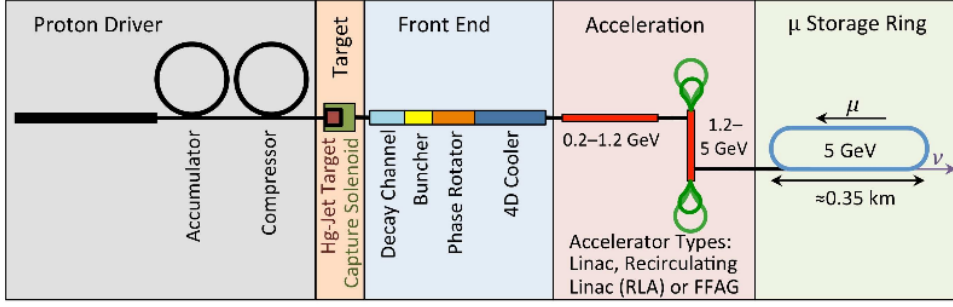 Proton Driver
Accumulator
Compressor
Target
Hg-Jet Target
Capture Solenoid
Front End
Decay Channel
Buncher
Phase Rotator
4D Cooler
Acceleration
0.2–1.2 GeV
1.2–
5 GeV
Accelerator Types:
Linac, Recirculating
Linac (RLA) or FFAG
μ Storage Ring
μ
5 GeV
ν
≈0.35 km